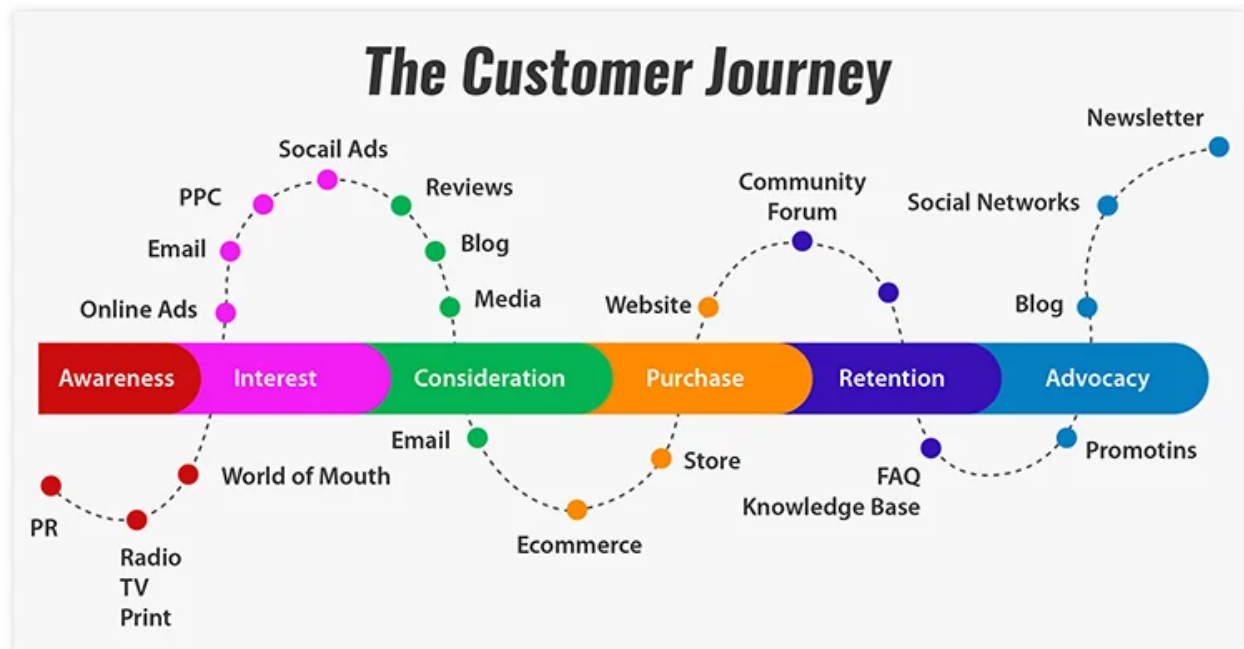 The Customer Journey
Newsletter
Socail Ads
Reviews
PPC
Community
Forum
Social Networks
Email
Blog
Online Ads
Media
Website
Blog
Awareness
Interest
Consideration
Purchase
Retention
Advocacy
Email
Store
Promotins
World of Mouth
FAQ
Knowledge Base
PR
Ecommerce
Radio
TV
Print